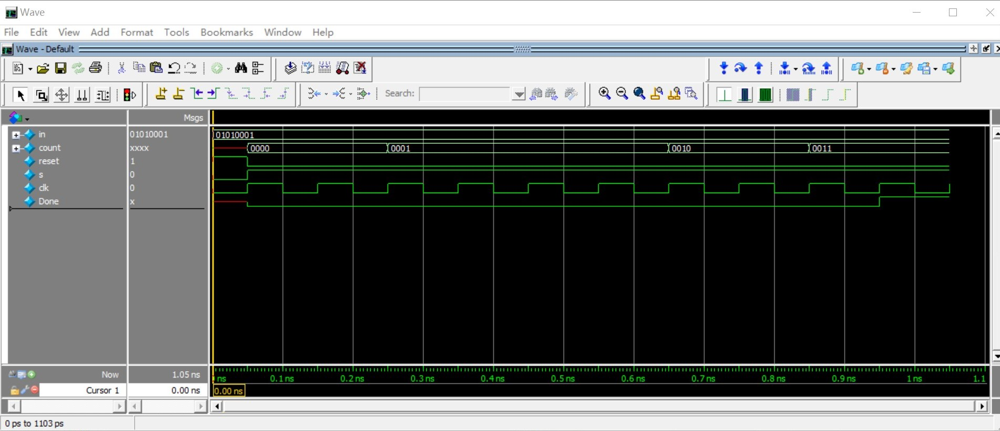 Wave
File Edit View Add Format Tools Bookmarks Window Help
Wave - Default
Search:
Msgs
in 01010001 01010001
count xxxx 0000 0001 0010 0011
reset 1
s 0
clk 0
Done x
Now 1.05 ns ns 0.1 ns 0.2 ns 0.3 ns 0.4 ns 0.5 ns 0.6 ns 0.7 ns 0.8 ns 0.9 ns 1 ns 1.1
Cursor 1 0.00 ns 0.00 ns
0 ps to 1103 ps